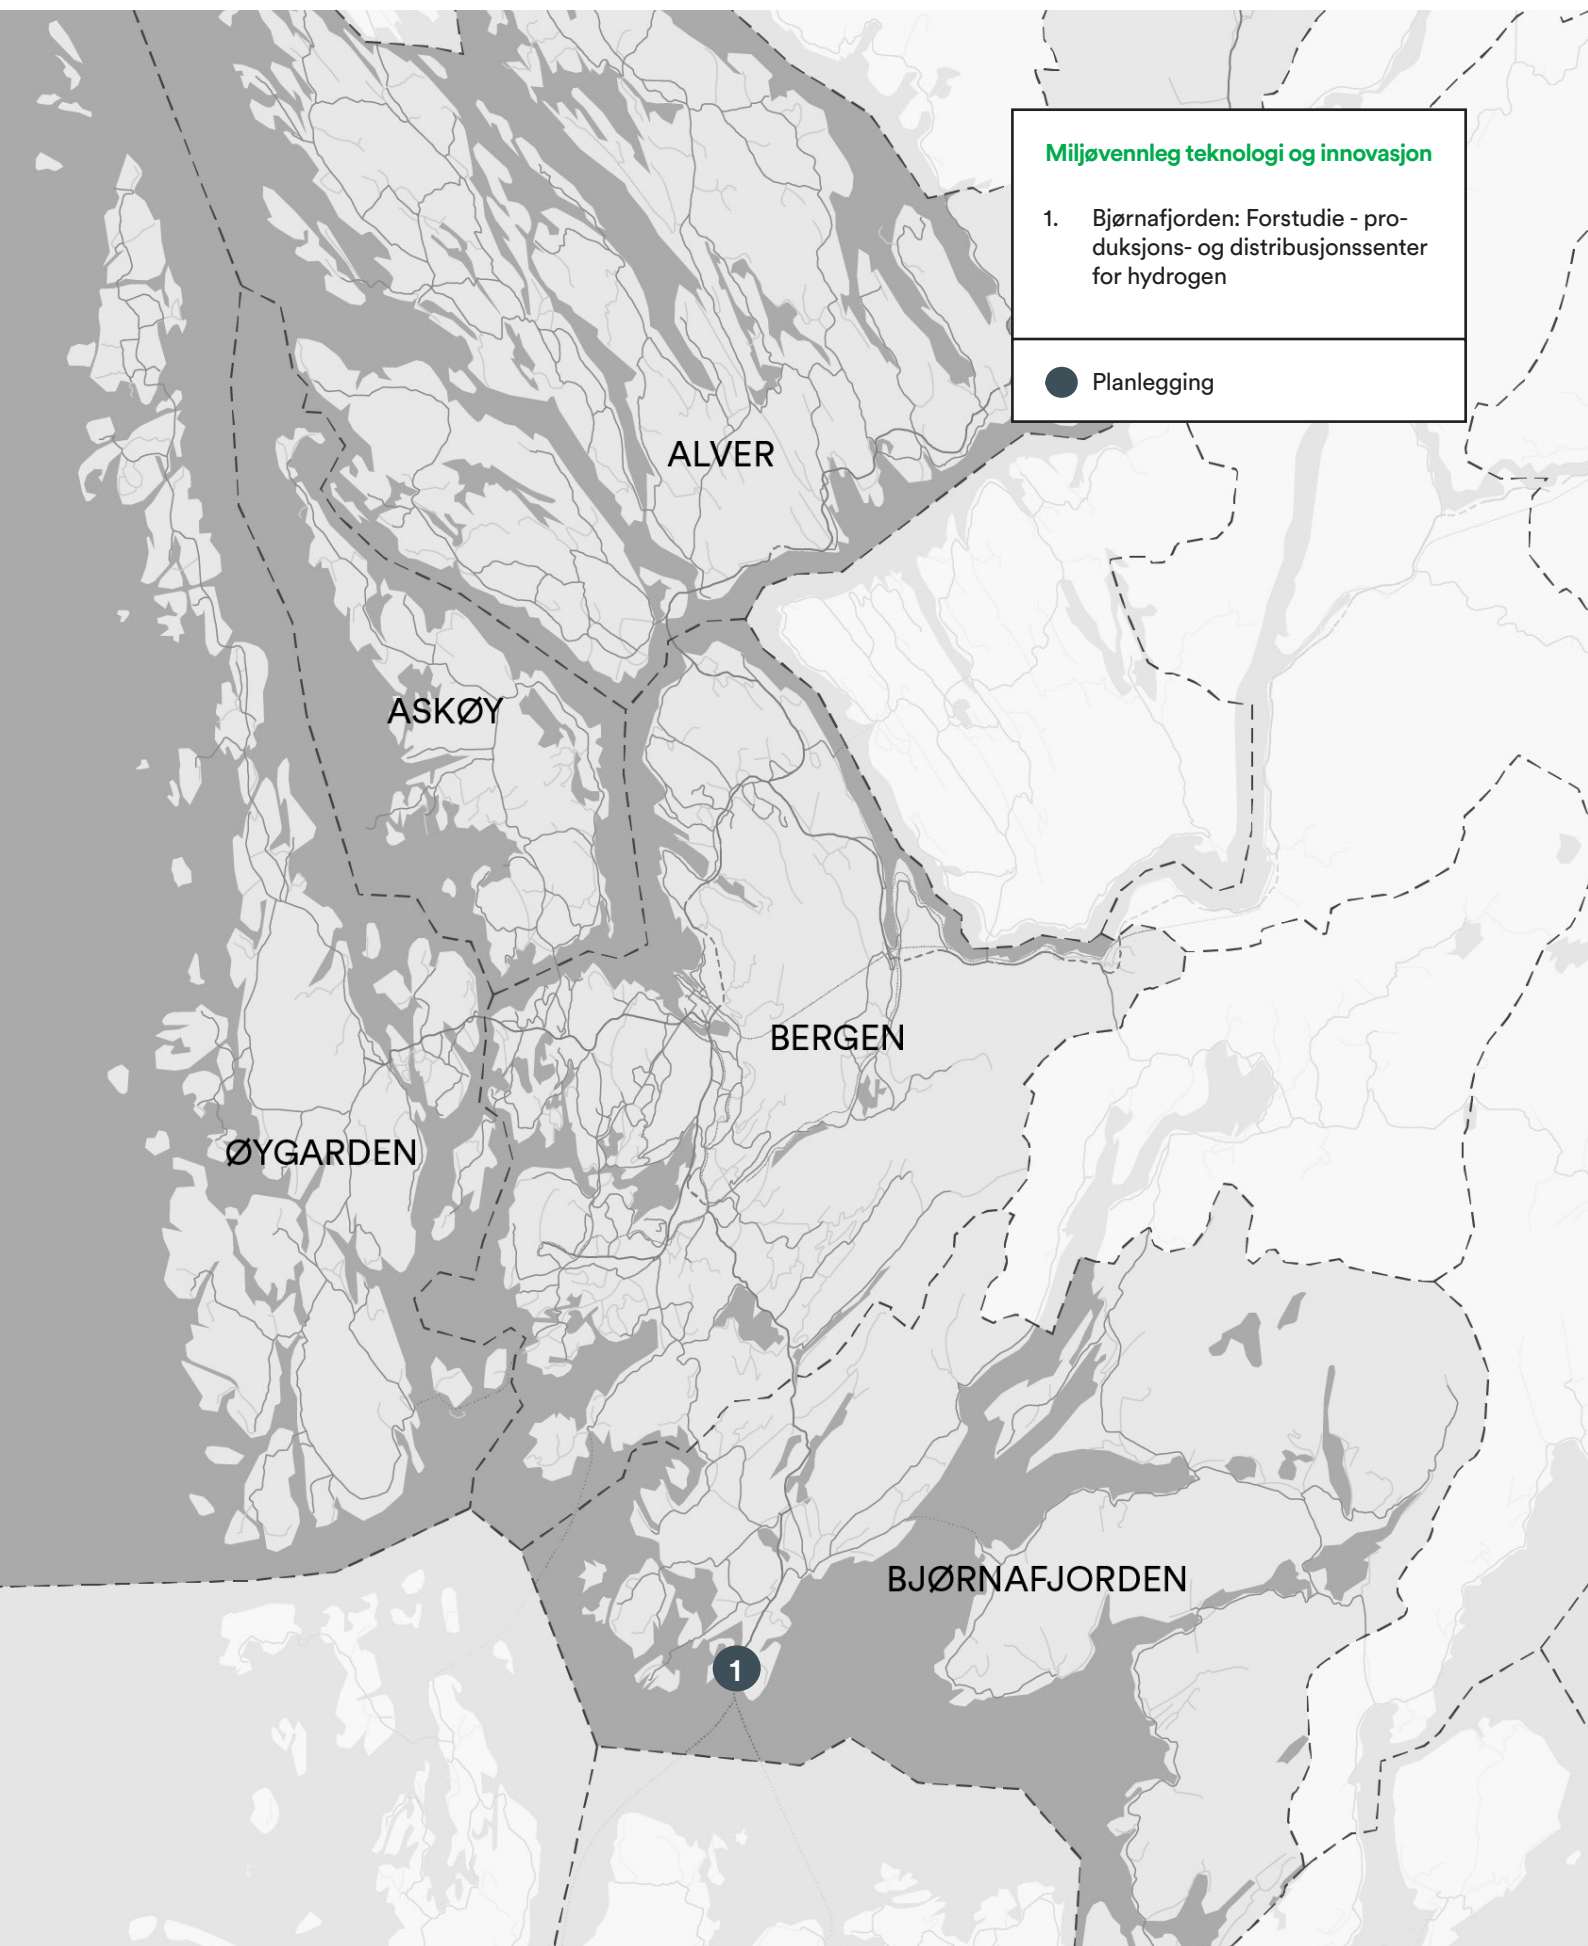 Miljøvennleg teknologi og innovasjon
1. Bjørnafjorden: Forstudie - pro-
duksjons- og distribusjonssenter
for hydrogen
Planlegging
ALVER
ASKØY
BERGEN
ØYGARDEN
BJØRNAFJORDEN
1